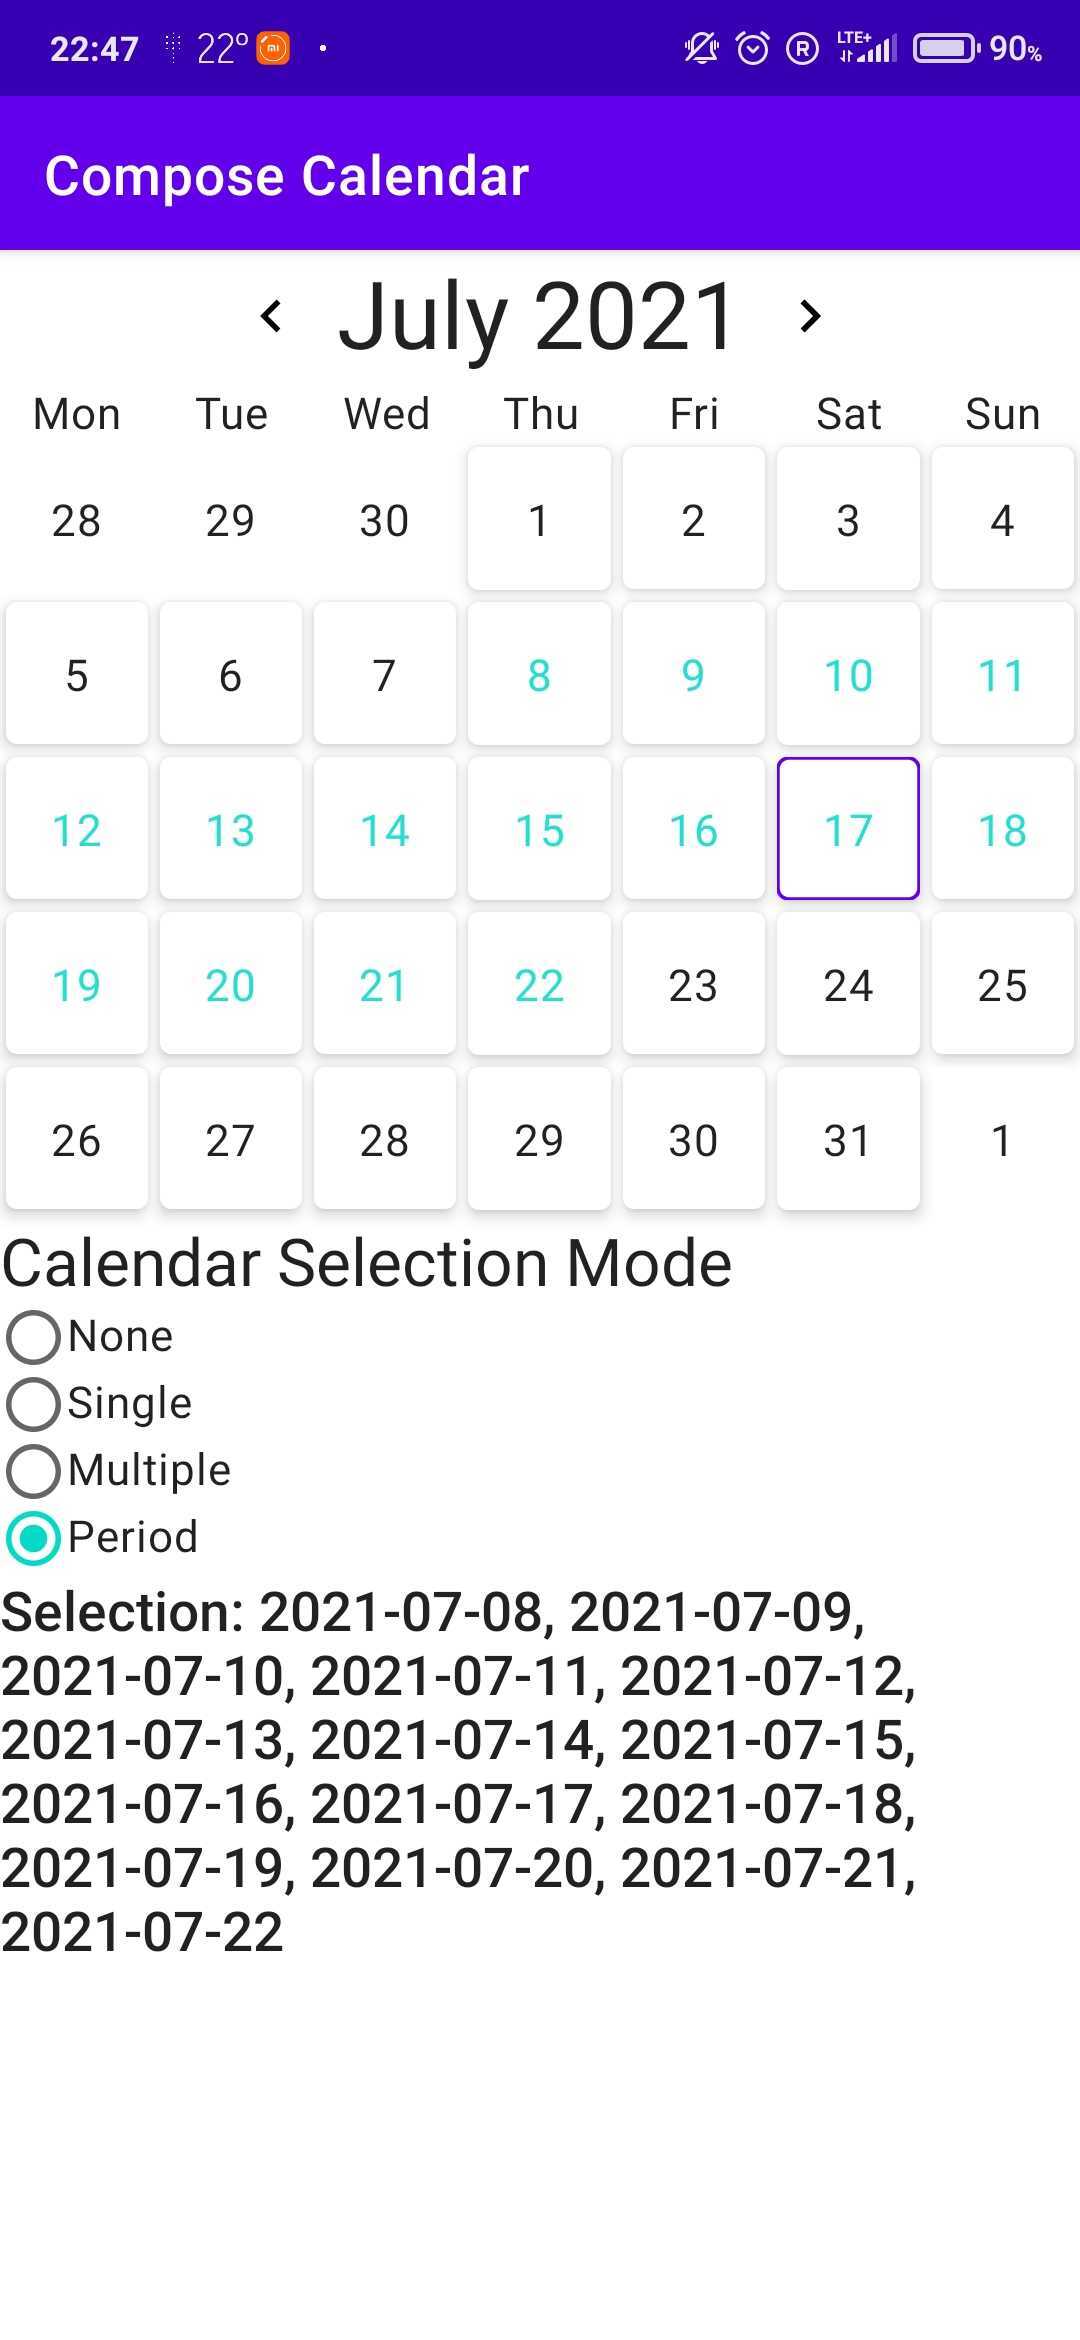 22:47 22° 90%
LTE+
Compose Calendar
July 2021
Mon Tue Wed Thu Fri Sat Sun
28 29 30 1 2 3 4
5 6 7 8 9 10 11
12 13 14 15 16 17 18
19 20 21 22 23 24 25
26 27 28 29 30 31 1
Calendar Selection Mode
None
Single
Multiple
Period
Selection: 2021-07-08, 2021-07-09,
2021-07-10, 2021-07-11, 2021-07-12,
2021-07-13, 2021-07-14, 2021-07-15,
2021-07-16, 2021-07-17, 2021-07-18,
2021-07-19, 2021-07-20, 2021-07-21,
2021-07-22